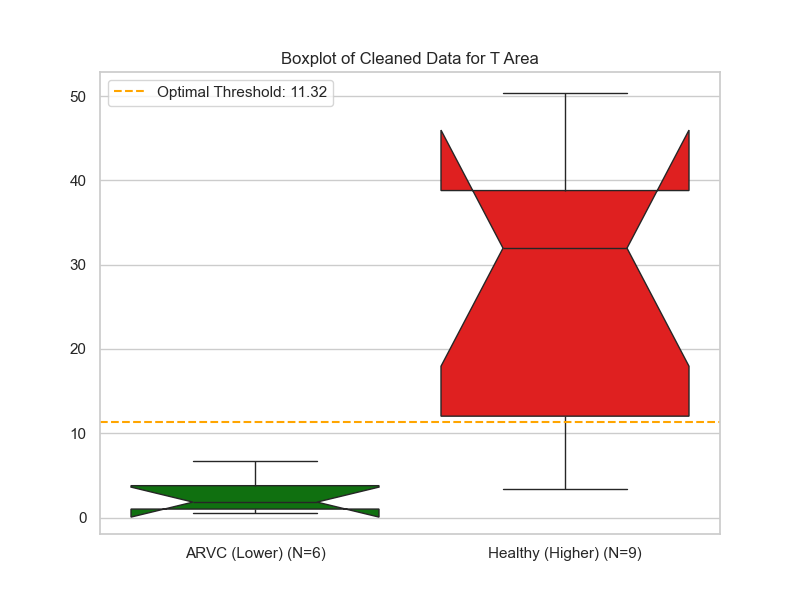 Boxplot of Cleaned Data for T Area
Optimal Threshold: 11.32
50
40
30
20
10
0
ARVC (Lower) (N=6)
Healthy (Higher) (N=9)